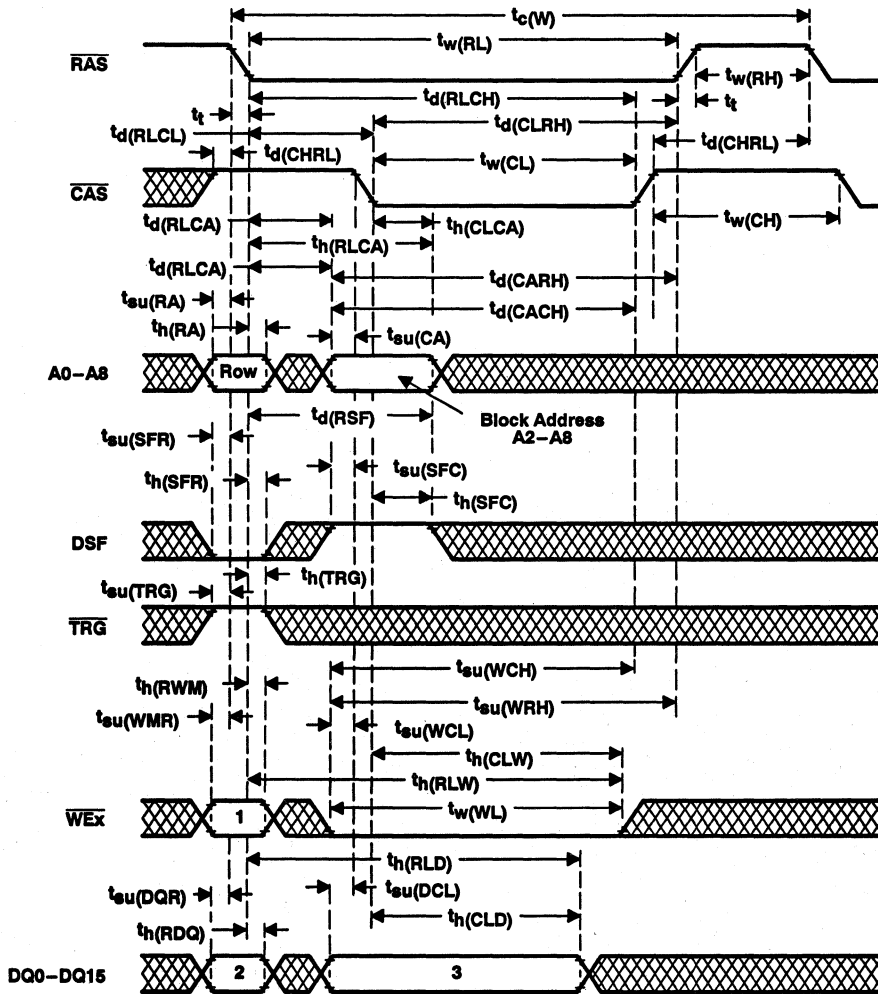 tc(W)
tw(RL)
RAS
tw(RH)
td(RLCH)
tt
tt
td(CLRH)
td(RLCL)
td(CHRL)
td(CHRL)
tw(CL)
CAS
tw(CH)
td(RLCA)
th(CLCA)
th(RLCA)
td(RLCA)
td(CARH)
tsu(RA)
td(CACH)
th(RA)
tsu(CA)
A0–A8
Row
td(RSF)
Block Address
A2–A8
tsu(SFR)
tsu(SFC)
th(SFR)
th(SFC)
DSF
th(TRG)
tsu(TRG)
TRG
tsu(WCH)
th(RWM)
tsu(WRH)
tsu(WMR)
tsu(WCL)
th(CLW)
th(RLW)
tw(WL)
WEx
1
th(RLD)
tsu(DQR)
tsu(DCL)
th(CLD)
th(RDQ)
DQ0–DQ15
2
3